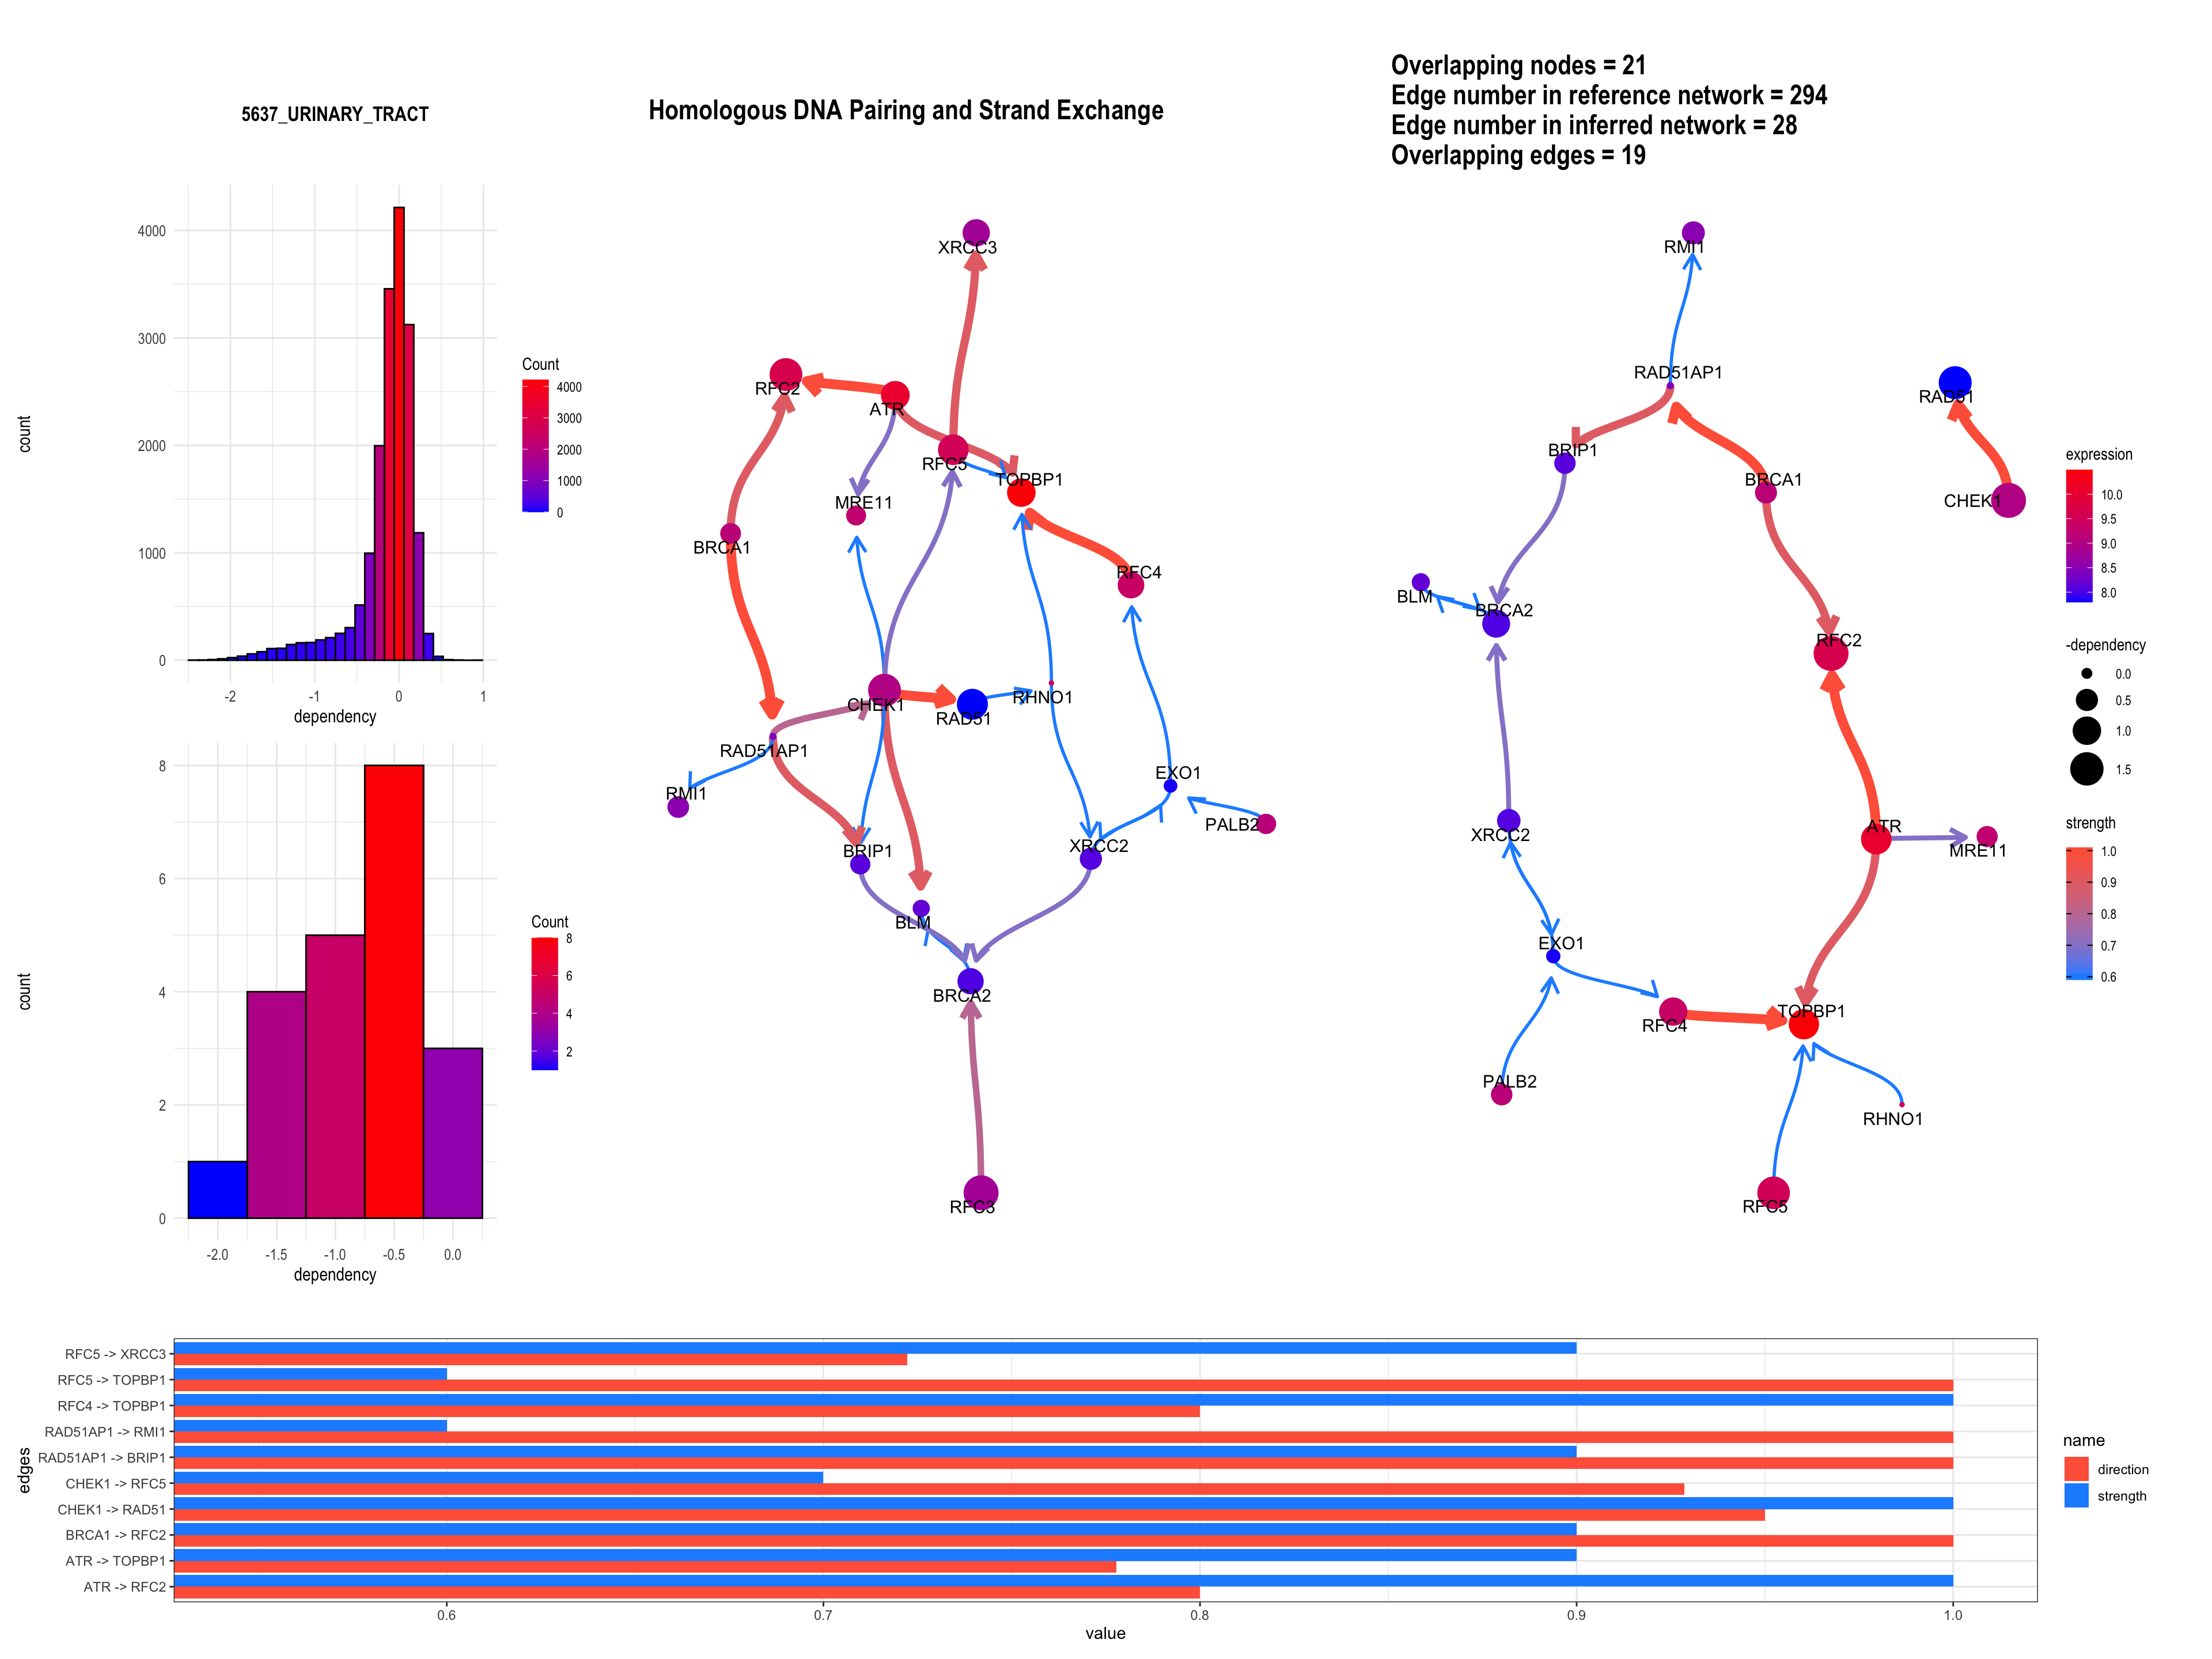 Overlapping nodes = 21
Edge number in reference network = 294
Edge number in inferred network = 28
Overlapping edges = 19
5637_URINARY_TRACT
Homologous DNA Pairing and Strand Exchange
count
4000
3000
2000
1000
0
-2
-1
0
1
dependency
Count
4000
3000
2000
1000
0
count
8
6
4
2
0
-2.0
-1.5
-1.0
-0.5
0.0
dependency
Count
8
6
4
2
XRCC3
RFC2
ATR
RFC5
TOPBP1
MRE11
BRCA1
RFC4
CHEK1
RAD51
RHNO1
RAD51AP1
RMI1
EXO1
PALB2
BRIP1
XRCC2
BLM
BRCA2
RFC3
RMI1
RAD51AP1
RAD51
BRIP1
BRCA1
CHEK1
BLM
BRCA2
RFC2
XRCC2
ATR
MRE11
EXO1
RFC4
TOPBP1
PALB2
RHNO1
RFC5
expression
10.0
9.5
9.0
8.5
8.0
-dependency
0.0
0.5
1.0
1.5
strength
1.0
0.9
0.8
0.7
0.6
edges
RFC5 -> XRCC3
RFC5 -> TOPBP1
RFC4 -> TOPBP1
RAD51AP1 -> RMI1
RAD51AP1 -> BRIP1
CHEK1 -> RFC5
CHEK1 -> RAD51
BRCA1 -> RFC2
ATR -> TOPBP1
ATR -> RFC2
0.6
0.7
0.8
0.9
1.0
value
name
direction
strength